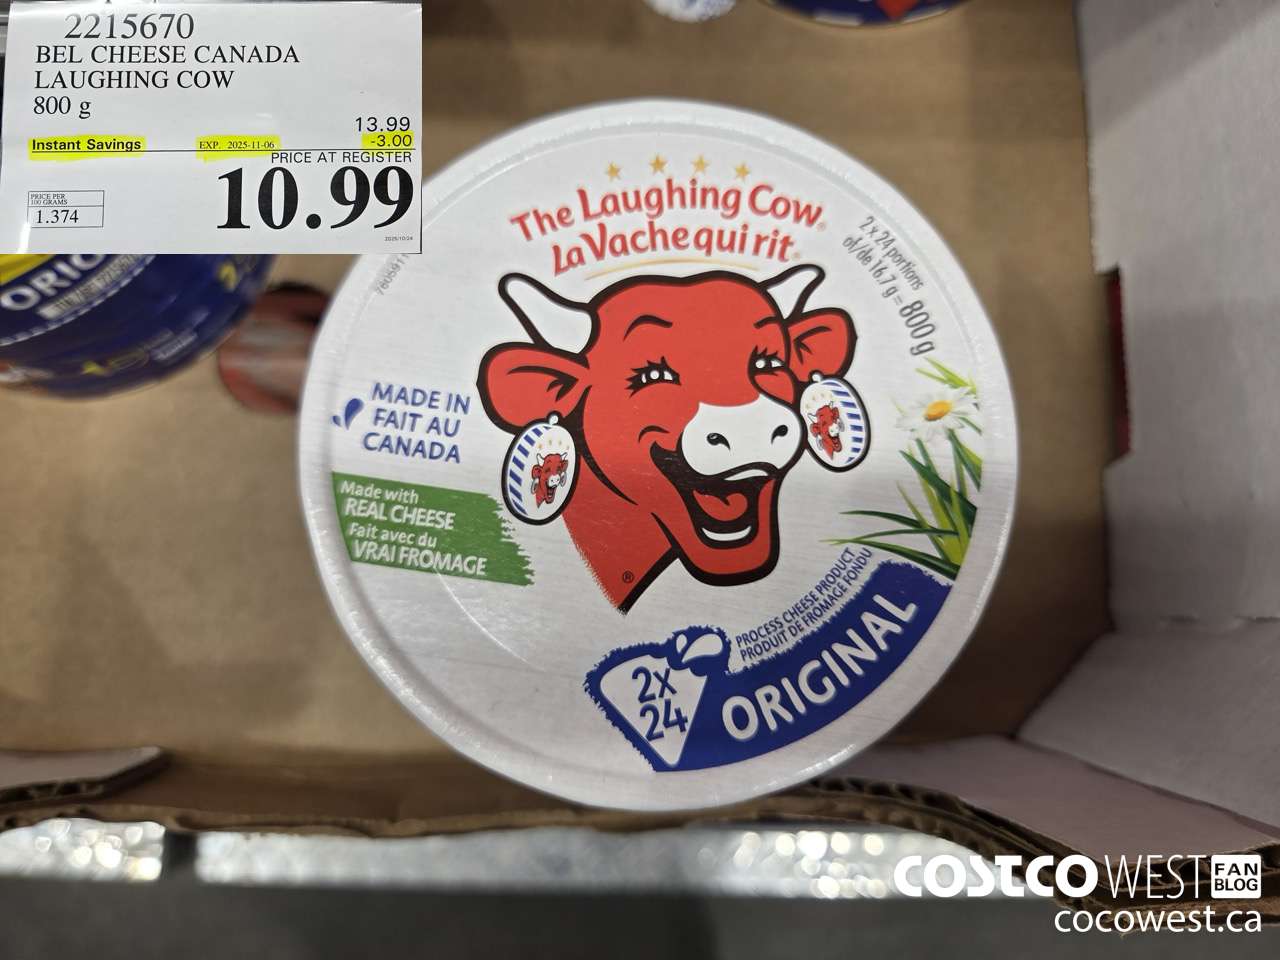 2215670
BEL CHEESE CANADA
LAUGHING COW
800 g
13.99
Instant Savings EXP. 2025-11-06 -3.00
PRICE AT REGISTER
10.99
PRICE PER
100 GRAMS
1.374
2025/10/24
The Laughing Cow®
La Vache qui rit®
2 x 24 portions
of/de 16.7 g = 800 g
MADE IN
FAIT AU
CANADA
Made with
REAL CHEESE
Fait avec du
VRAI FROMAGE
®
PROCESS CHEESE PRODUCT
PRODUIT DE FROMAGE FONDU
2x
24
ORIGINAL
COSTCO WEST FAN BLOG
cocowest.ca